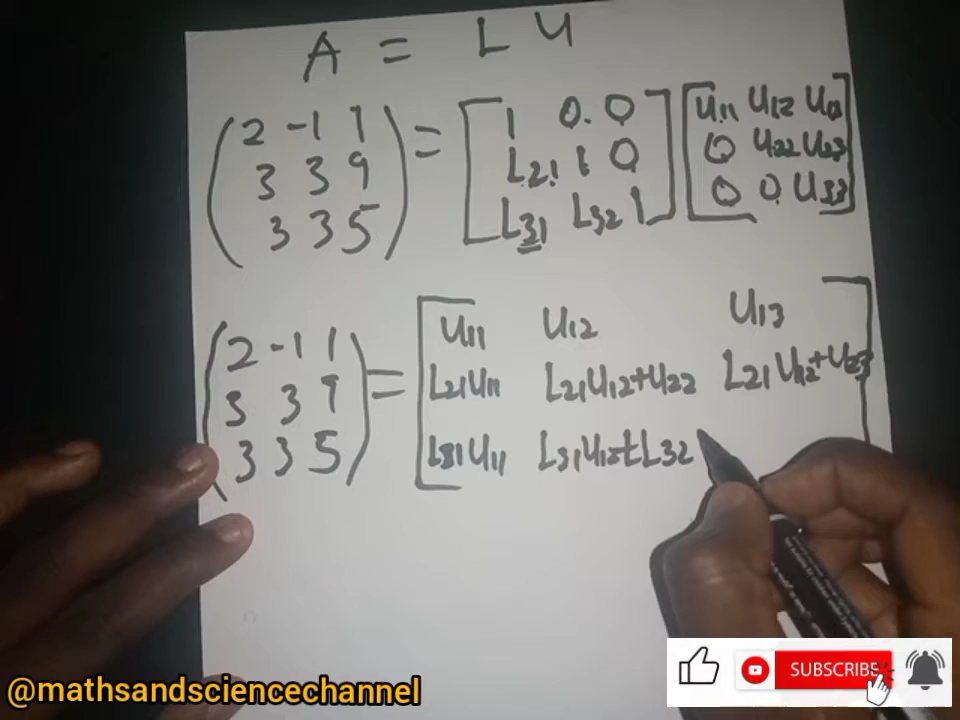 A = L U
(2 -1 1) = [1 0. 0] [U11 U12 U13]
3 3 9 L21 1 0 0 U22 U23
3 3 5 L31 L32 1 0 0 U33
(2 -1 1) = [U11 U12 U13]
3 3 9 L21U11 L21U12+U22 L21U12+U23
3 3 5 L31U11 L31U12+L32
@mathsandsciencechannel
SUBSCRIBE